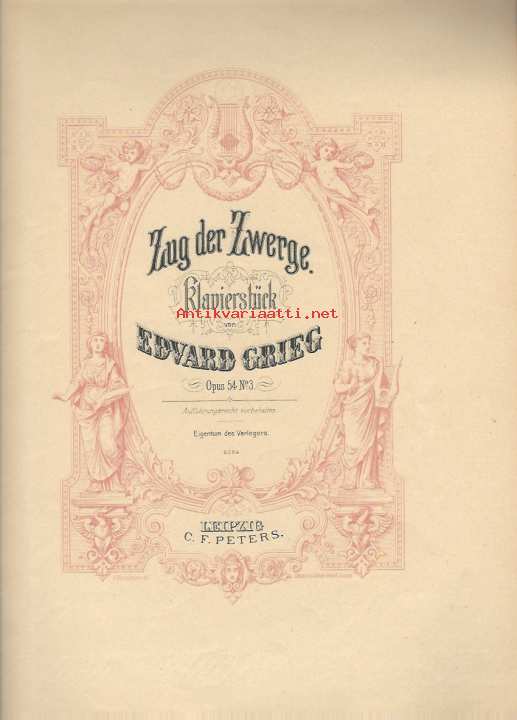 Zug der Zwerge.
Klavierstück
Antikvariaatti.net
von
EDVARD GRIEG
Opus 54 No 3.
Aufführungsrecht vorbehalten.
Eigentum des Verlegers.
LEIPZIG
C. F. PETERS.